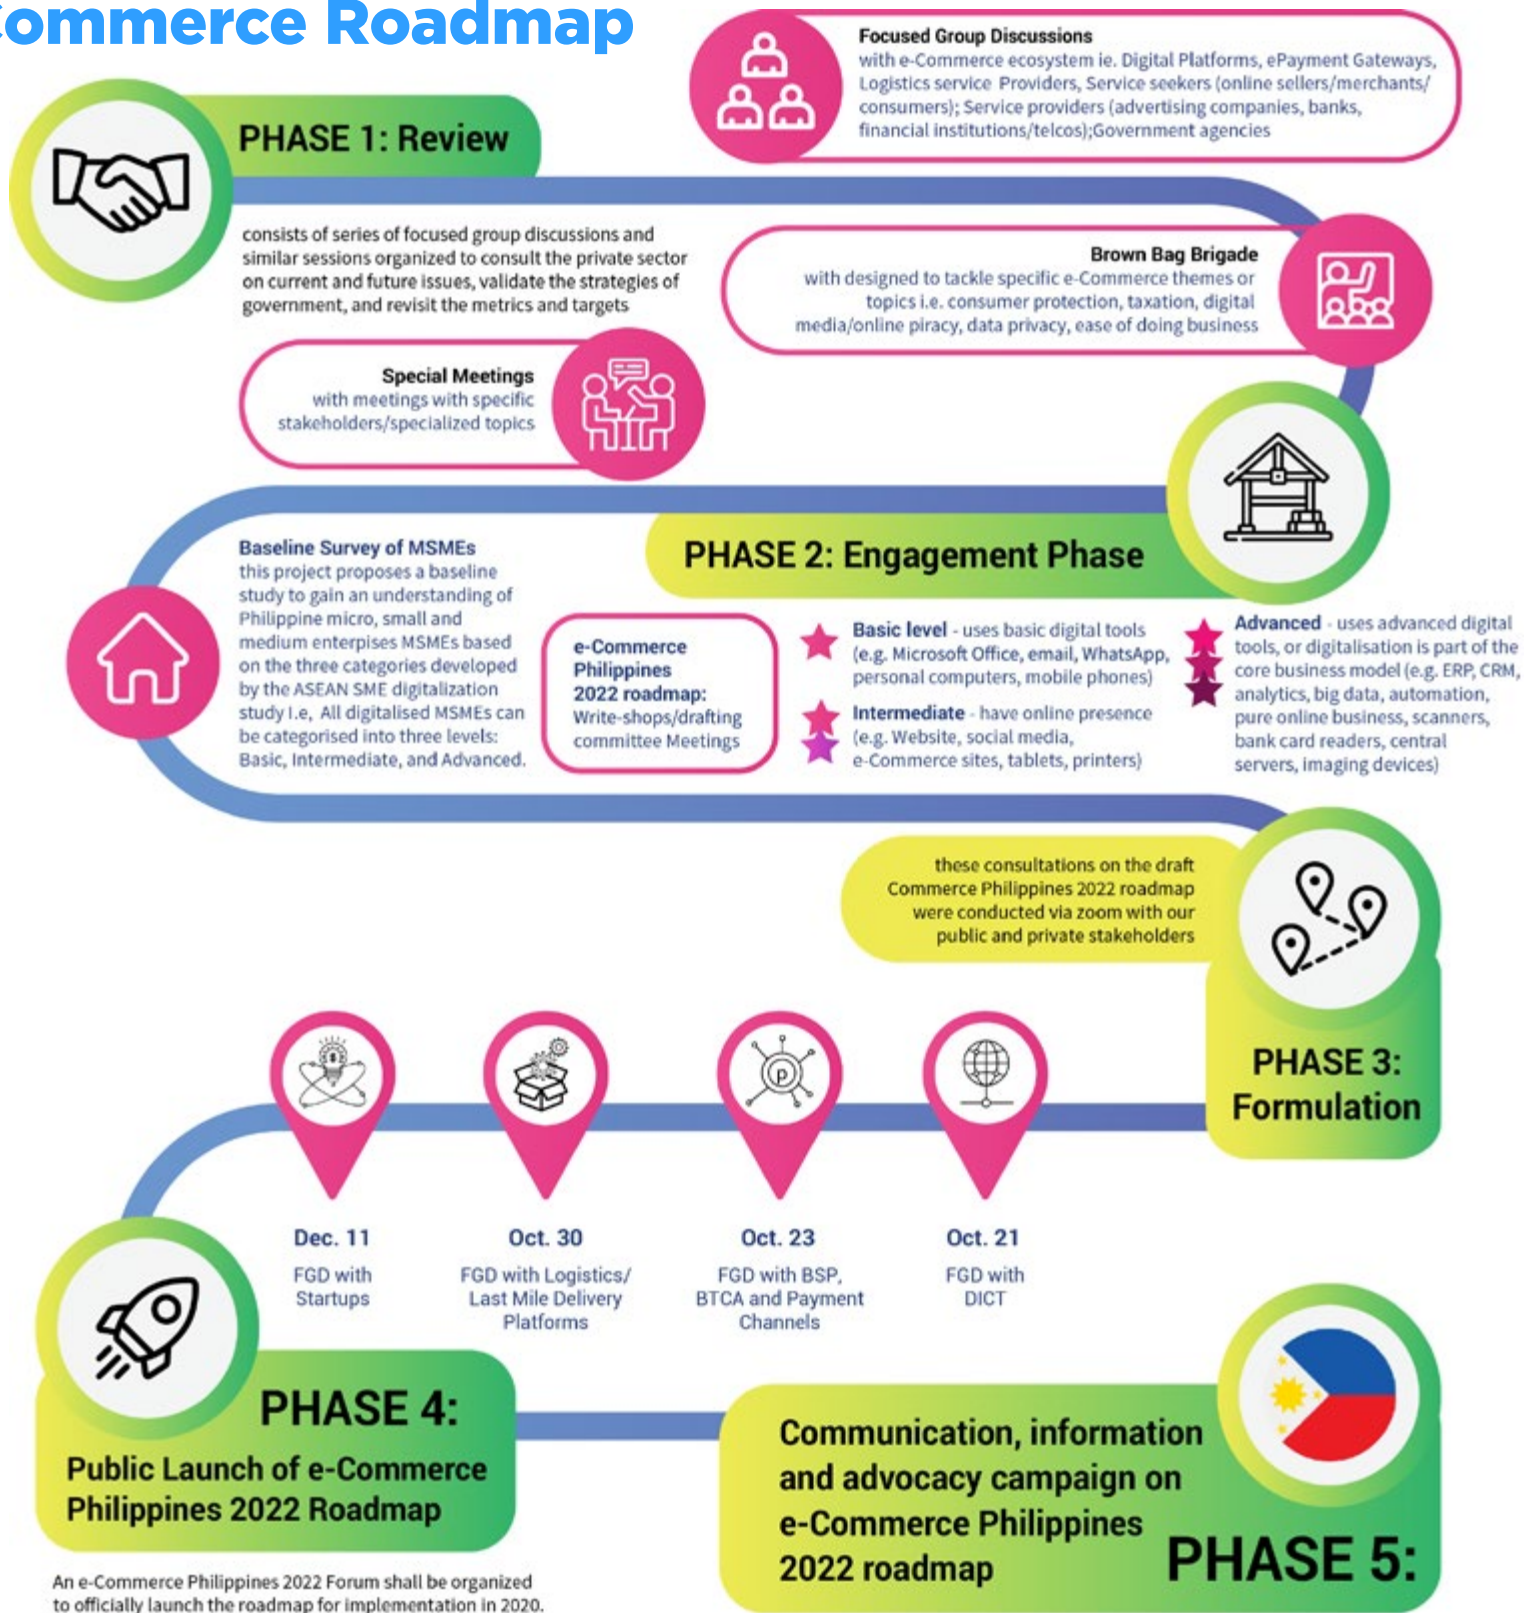 Commerce Roadmap
Focused Group Discussions
with e-Commerce ecosystem ie. Digital Platforms, ePayment Gateways,
Logistics service Providers, Service seekers (online sellers/merchants/
consumers); Service providers (advertising companies, banks,
financial institutions/telcos);Government agencies
PHASE 1: Review
consists of series of focused group discussions and
similar sessions organized to consult the private sector
on current and future issues, validate the strategies of
government, and revisit the metrics and targets
Brown Bag Brigade
with designed to tackle specific e-Commerce themes or
topics i.e. consumer protection, taxation, digital
media/online piracy, data privacy, ease of doing business
Special Meetings
with meetings with specific
stakeholders/specialized topics
PHASE 2: Engagement Phase
Baseline Survey of MSMEs
this project proposes a baseline
study to gain an understanding of
Philippine micro, small and
medium enterpises MSMEs based
on the three categories developed
by the ASEAN SME digitalization
study I.e, All digitalised MSMEs can
be categorised into three levels:
Basic, Intermediate, and Advanced.
e-Commerce
Philippines
2022 roadmap:
Write-shops/drafting
committee Meetings
Basic level - uses basic digital tools
(e.g. Microsoft Office, email, WhatsApp,
personal computers, mobile phones)
Intermediate - have online presence
(e.g. Website, social media,
e-Commerce sites, tablets, printers)
Advanced - uses advanced digital
tools, or digitalisation is part of the
core business model (e.g. ERP, CRM,
analytics, big data, automation,
pure online business, scanners,
bank card readers, central
servers, imaging devices)
these consultations on the draft
Commerce Philippines 2022 roadmap
were conducted via zoom with our
public and private stakeholders
PHASE 3:
Formulation
P
Dec. 11
FGD with
Startups
Oct. 30
FGD with Logistics/
Last Mile Delivery
Platforms
Oct. 23
FGD with BSP,
BTCA and Payment
Channels
Oct. 21
FGD with
DICT
PHASE 4:
Public Launch of e-Commerce
Philippines 2022 Roadmap
An e-Commerce Philippines 2022 Forum shall be organized
to officially launch the roadmap for implementation in 2020.
Communication, information
and advocacy campaign on
e-Commerce Philippines
2022 roadmap
PHASE 5: